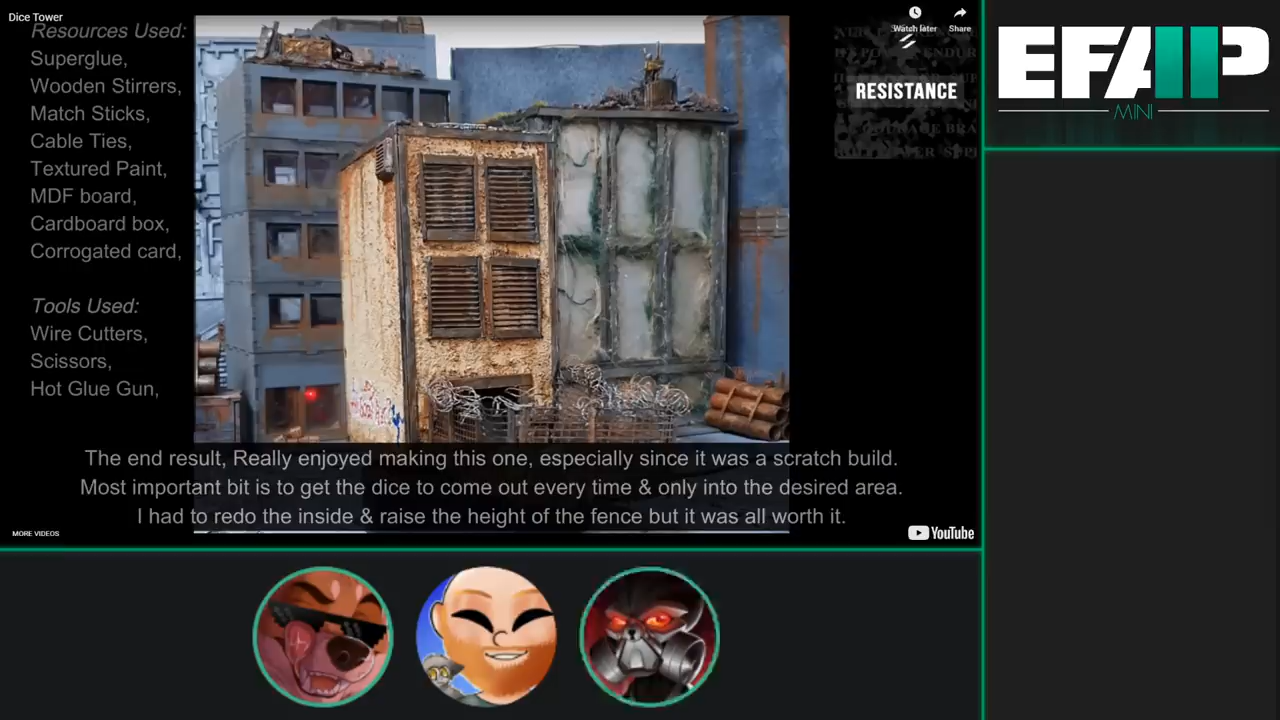 Dice Tower
Resources Used:
Superglue,
Wooden Stirrers,
Match Sticks,
Cable Ties,
Textured Paint,
MDF board,
Cardboard box,
Corrogated card,
Tools Used:
Wire Cutters,
Scissors,
Hot Glue Gun,
Watch later
Share
RESISTANCE
The end result, Really enjoyed making this one, especially since it was a scratch build.
Most important bit is to get the dice to come out every time & only into the desired area.
I had to redo the inside & raise the height of the fence but it was all worth it.
MORE VIDEOS
YouTube
EFAP
MINI